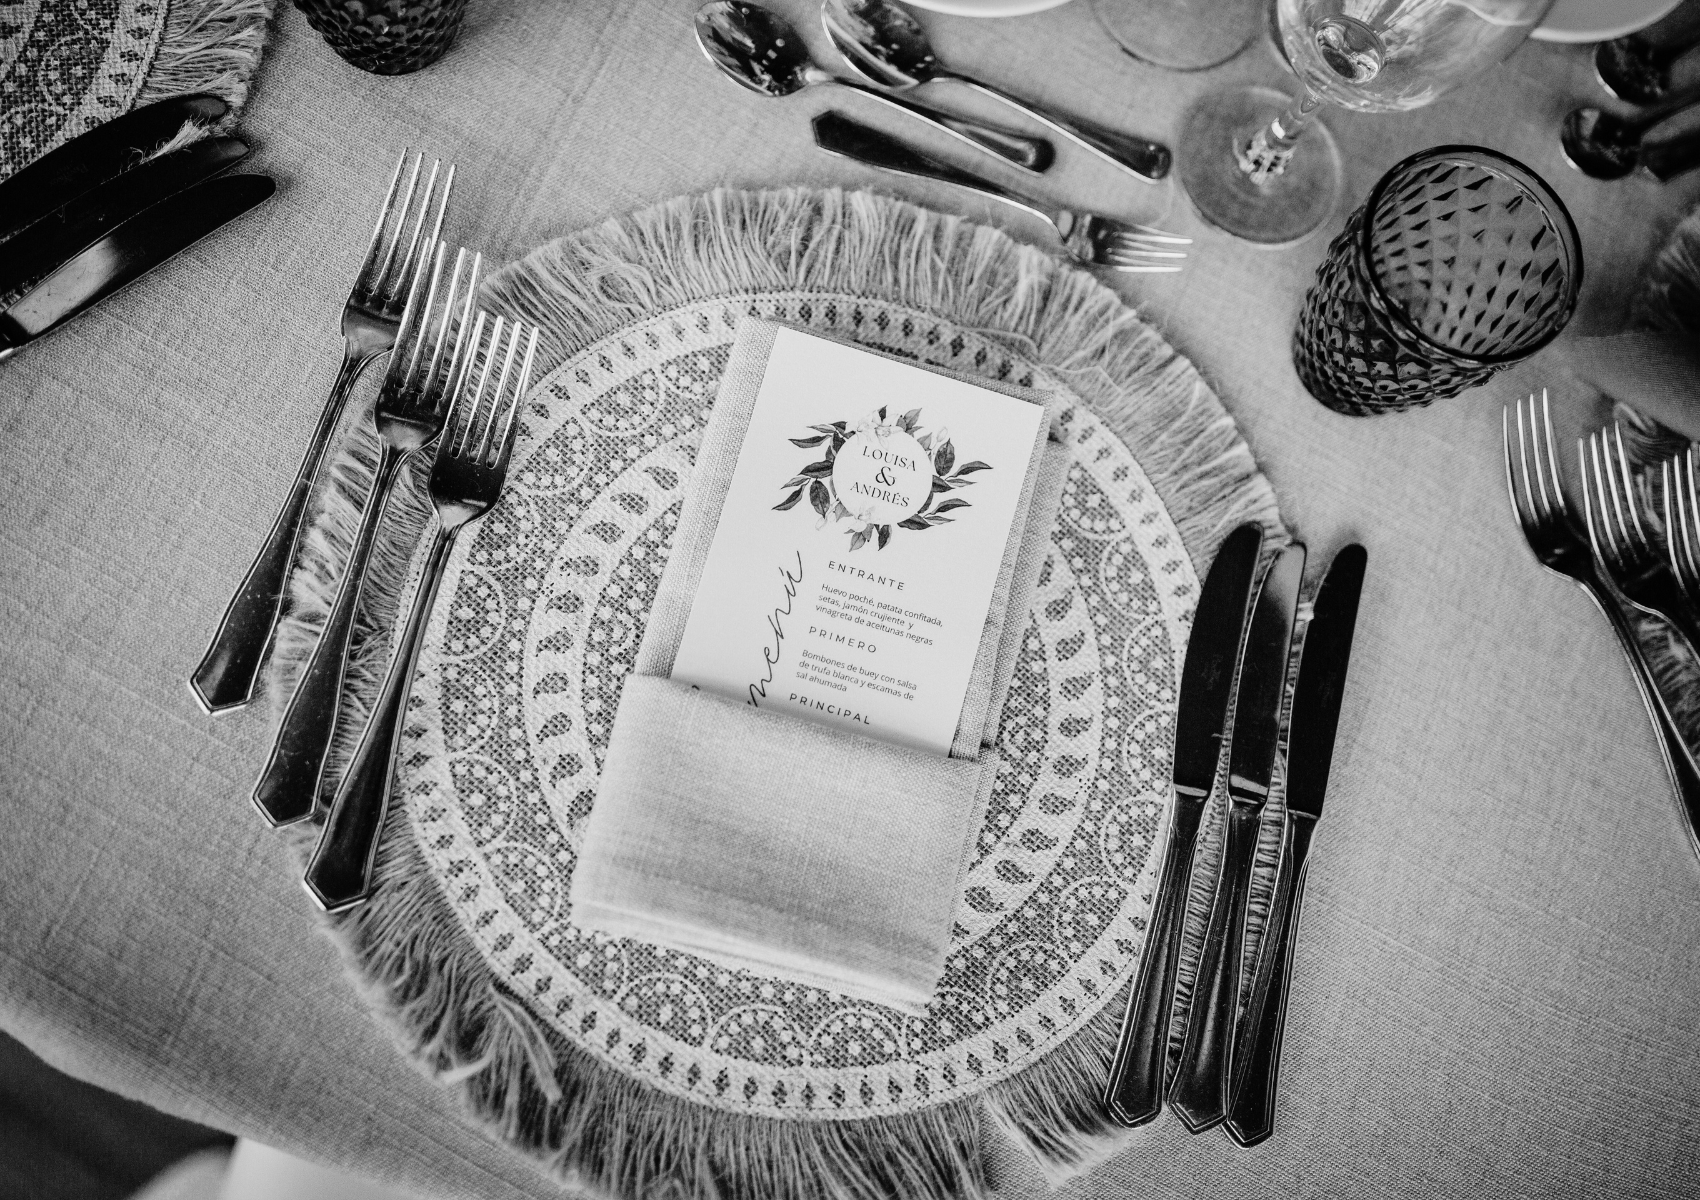 LOUISA
&
ANDRÉS
menú
ENTRANTE
Huevo poché, patata confitada,
setas, jamón crujiente y
vinagreta de aceitunas negras
PRIMERO
Bombones de buey con salsa
de trufa blanca y escamas de
sal ahumada
PRINCIPAL